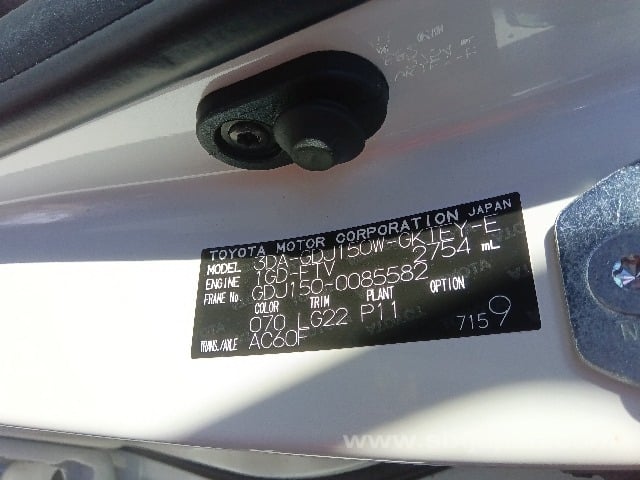 TOYOTA MOTOR CORPORATION JAPAN
MODEL 3DA-GDJ150W-GKTEY-E
ENGINE 1GD-FTV 2754 mL
FRAME No. GDJ150-0085582
COLOR TRIM PLANT OPTION
070 LG22 P11
TRANS./AXLE AC60F 7159